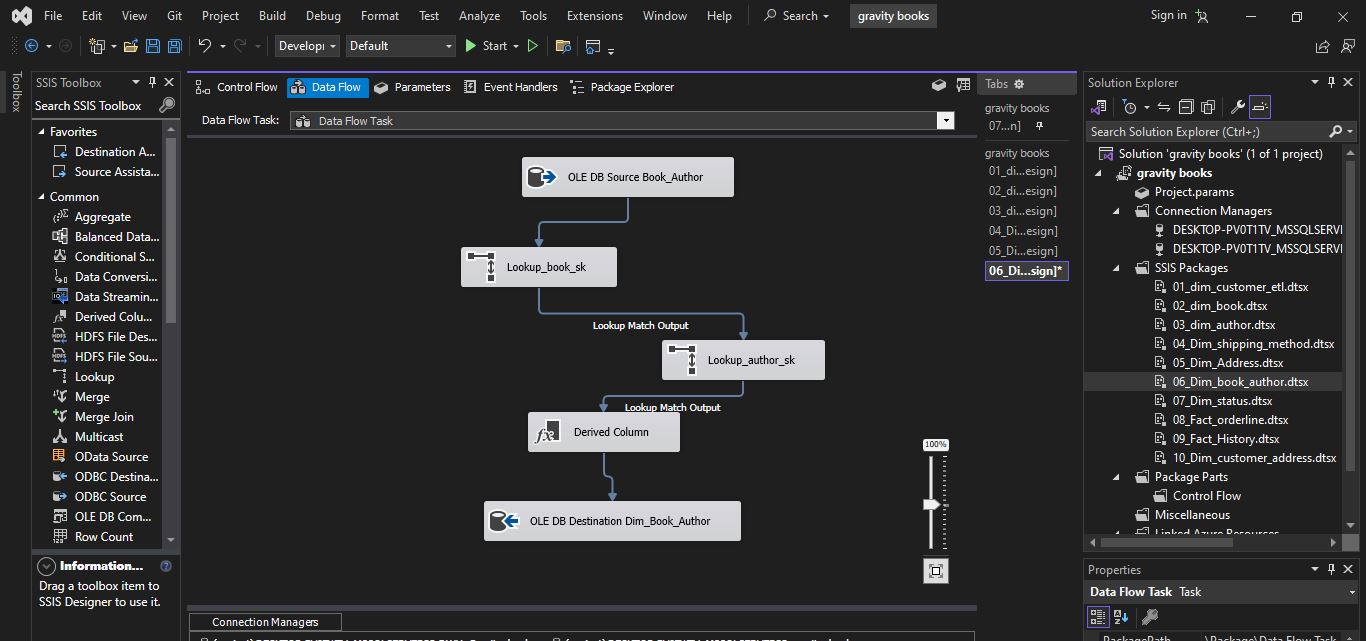 File Edit View Git Project Build Debug Format Test Analyze Tools Extensions Window Help Search gravity books Sign in
Developi Default Start
Toolbox
SSIS Toolbox
Search SSIS Toolbox
Favorites
Destination A...
Source Assista...
Common
Aggregate
Balanced Data...
Conditional S...
Data Conversi...
Data Streamin...
Derived Colu...
HDFS File Des...
HDFS File Sou...
Lookup
Merge
Merge Join
Multicast
OData Source
ODBC Destina...
ODBC Source
OLE DB Com...
Row Count
Information...
Drag a toolbox item to
SSIS Designer to use it.
Control Flow Data Flow Parameters Event Handlers Package Explorer
Data Flow Task: Data Flow Task
OLE DB Source Book_Author
Lookup_book_sk
Lookup Match Output
Lookup_author_sk
Lookup Match Output
Derived Column
OLE DB Destination Dim_Book_Author
100%
Connection Managers
Tabs
gravity books
07...n]
gravity books
01_di...esign]
02_di...esign]
03_di...esign]
04_Di...esign]
05_Di...esign]
06_Di...sign]*
Solution Explorer
Search Solution Explorer (Ctrl+;)
Solution 'gravity books' (1 of 1 project)
gravity books
Project.params
Connection Managers
DESKTOP-PV0T1TV_MSSQLSERVI
DESKTOP-PV0T1TV_MSSQLSERVI
SSIS Packages
01_dim_customer_etl.dtsx
02_dim_book.dtsx
03_dim_author.dtsx
04_Dim_shipping_method.dtsx
05_Dim_Address.dtsx
06_Dim_book_author.dtsx
07_Dim_status.dtsx
08_Fact_orderline.dtsx
09_Fact_History.dtsx
10_Dim_customer_address.dtsx
Package Parts
Control Flow
Miscellaneous
Linked Azure Resources
Properties
Data Flow Task Task
PackagePath \Package\Data Flow Task